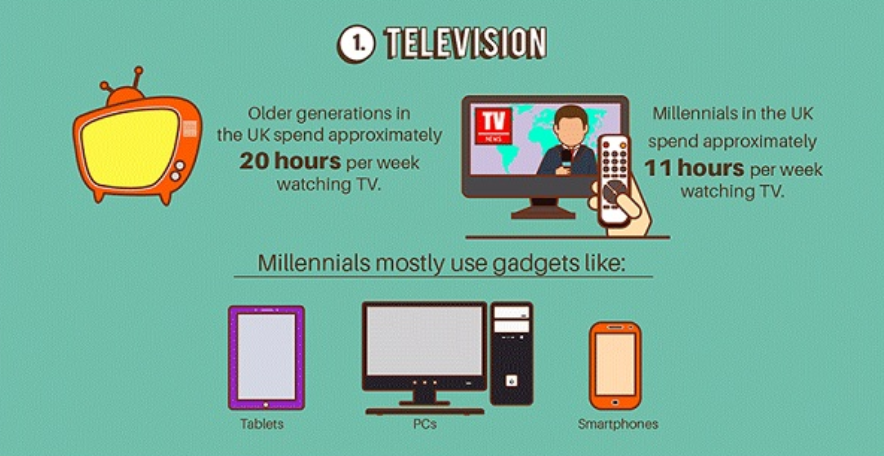 1. TELEVISION
Older generations in
the UK spend approximately
20 hours per week
watching TV.
TV
NEWS
Millennials in the UK
spend approximately
11 hours per week
watching TV.
Millennials mostly use gadgets like:
Tablets
PCs
Smartphones